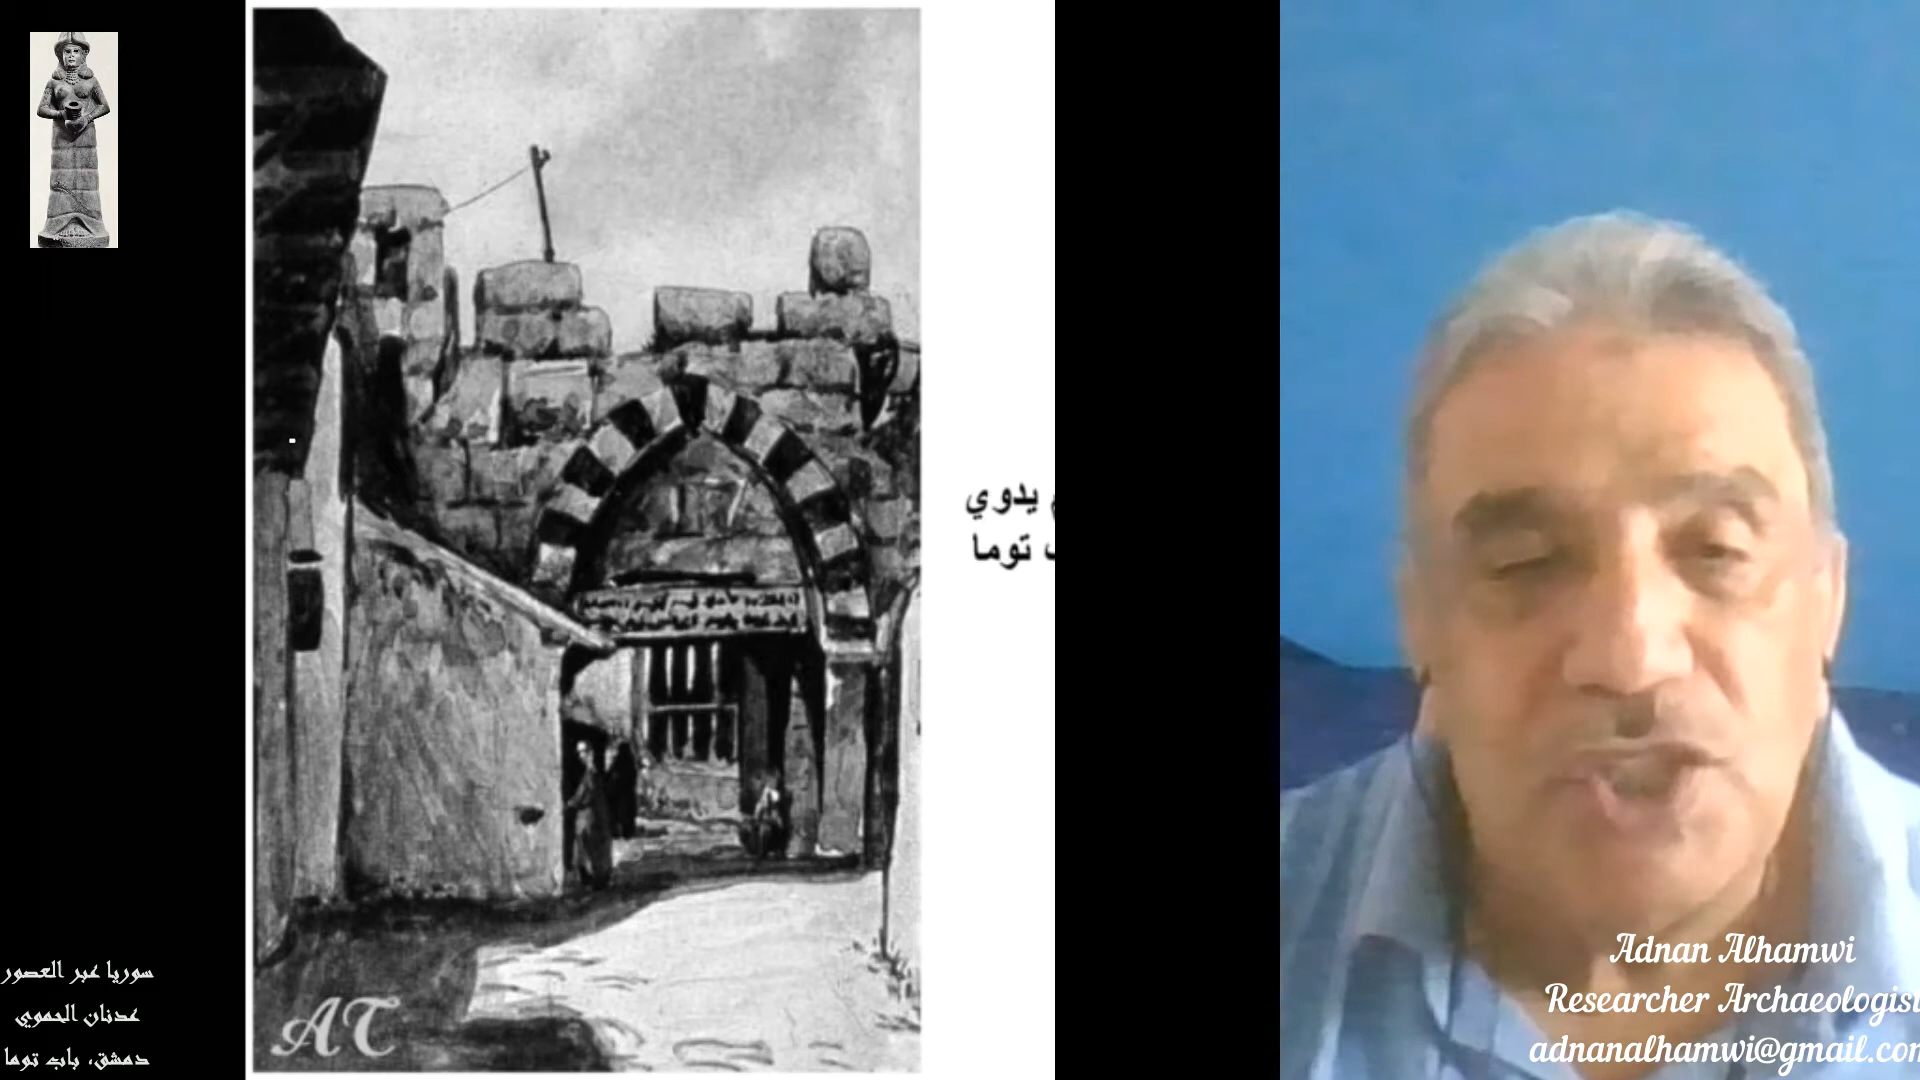 يدوي
توما
AT
سوريا عبر العصور
عدنان الحموي
دمشق، باب توما
Adnan Alhamwi
Researcher Archaeologist
adnanalhamwi@gmail.com